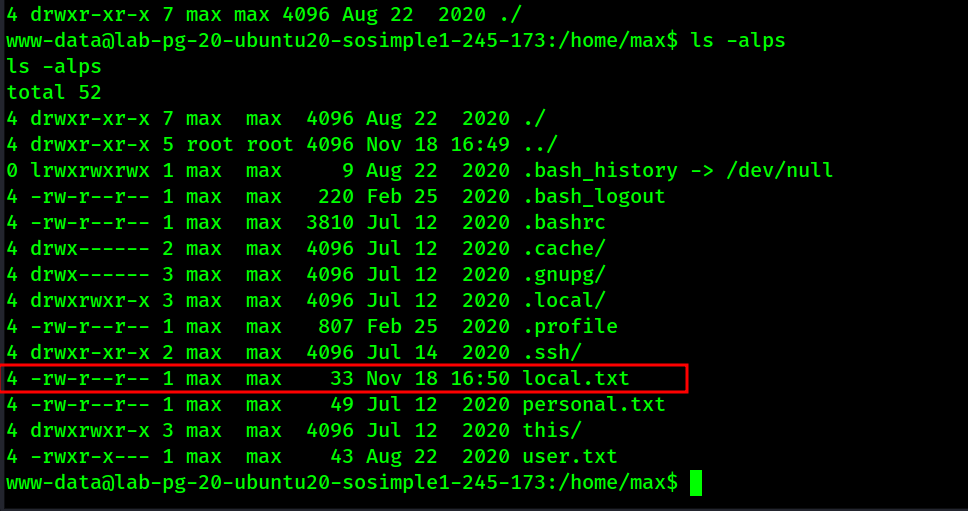 4 drwxr-xr-x 7 max max 4096 Aug 22  2020 ./
www-data@lab-pg-20-ubuntu20-sosimple1-245-173:/home/max$ ls -alps
ls -alps
total 52
4 drwxr-xr-x 7 max  max  4096 Aug 22  2020 ./
4 drwxr-xr-x 5 root root 4096 Nov 18 16:49 ../
0 lrwxrwxrwx 1 max  max     9 Aug 22  2020 .bash_history -> /dev/null
4 -rw-r--r-- 1 max  max   220 Feb 25  2020 .bash_logout
4 -rw-r--r-- 1 max  max  3810 Jul 12  2020 .bashrc
4 drwx------ 2 max  max  4096 Jul 12  2020 .cache/
4 drwx------ 3 max  max  4096 Jul 12  2020 .gnupg/
4 drwxrwxr-x 3 max  max  4096 Jul 12  2020 .local/
4 -rw-r--r-- 1 max  max   807 Feb 25  2020 .profile
4 drwxr-xr-x 2 max  max  4096 Jul 14  2020 .ssh/
4 -rw-r--r-- 1 max  max    33 Nov 18 16:50 local.txt
4 -rw-r--r-- 1 max  max    49 Jul 12  2020 personal.txt
4 drwxrwxr-x 3 max  max  4096 Jul 12  2020 this/
4 -rwxr-x--- 1 max  max    43 Aug 22  2020 user.txt
www-data@lab-pg-20-ubuntu20-sosimple1-245-173:/home/max$